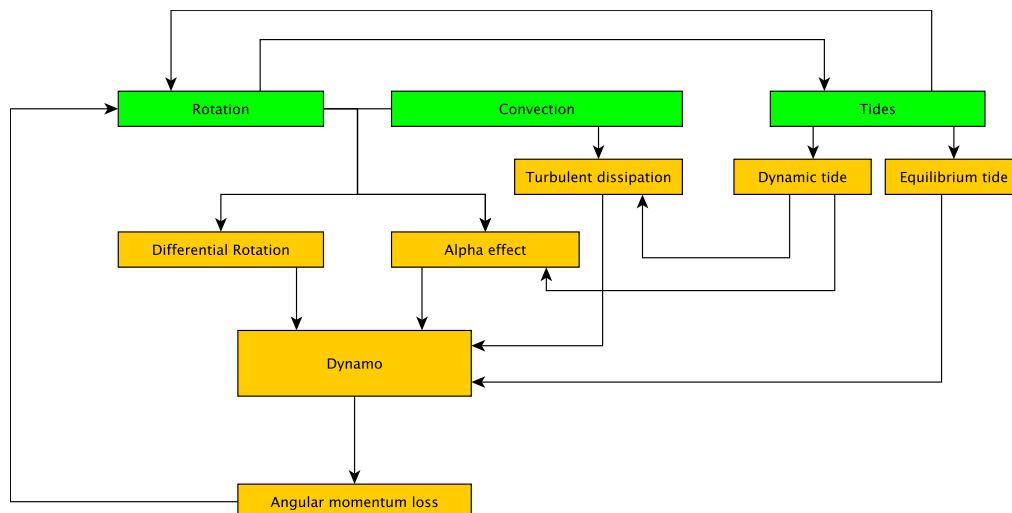 Rotation
Convection
Tides
Turbulent dissipation
Dynamic tide
Equilibrium tide
Differential Rotation
Alpha effect
Dynamo
Angular momentum loss